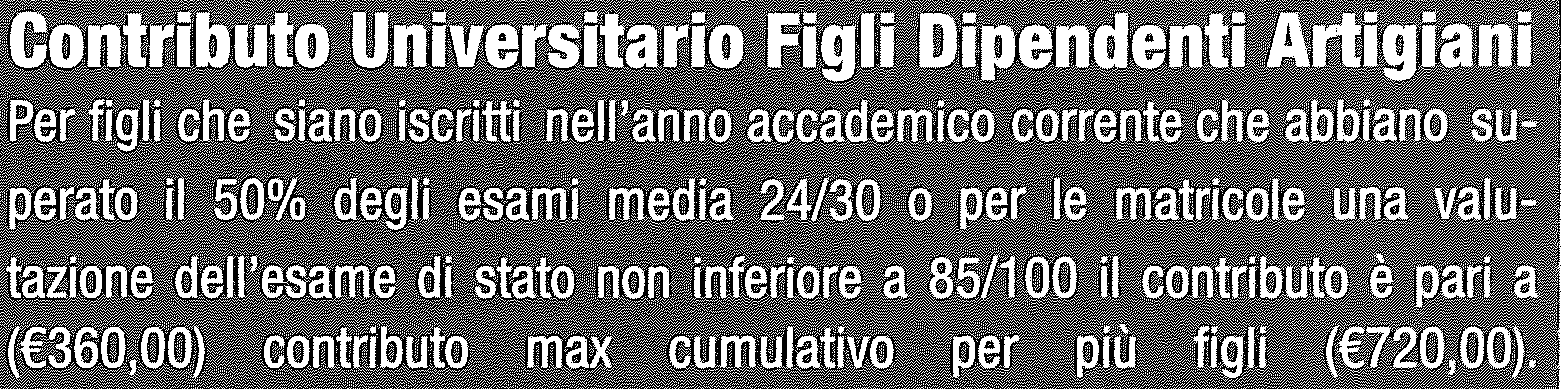 Contributo Universitario Figli Dipendenti Artigiani
Per figli che siano iscritti nell'anno accademico corrente che abbiano su-
perato il 50% degli esami media 24/30 o per le matricole una valu-
tazione dell'esame di stato non inferiore a 85/100 il contributo è pari a
(€360,00) contributo max cumulativo per più figli (€720,00).